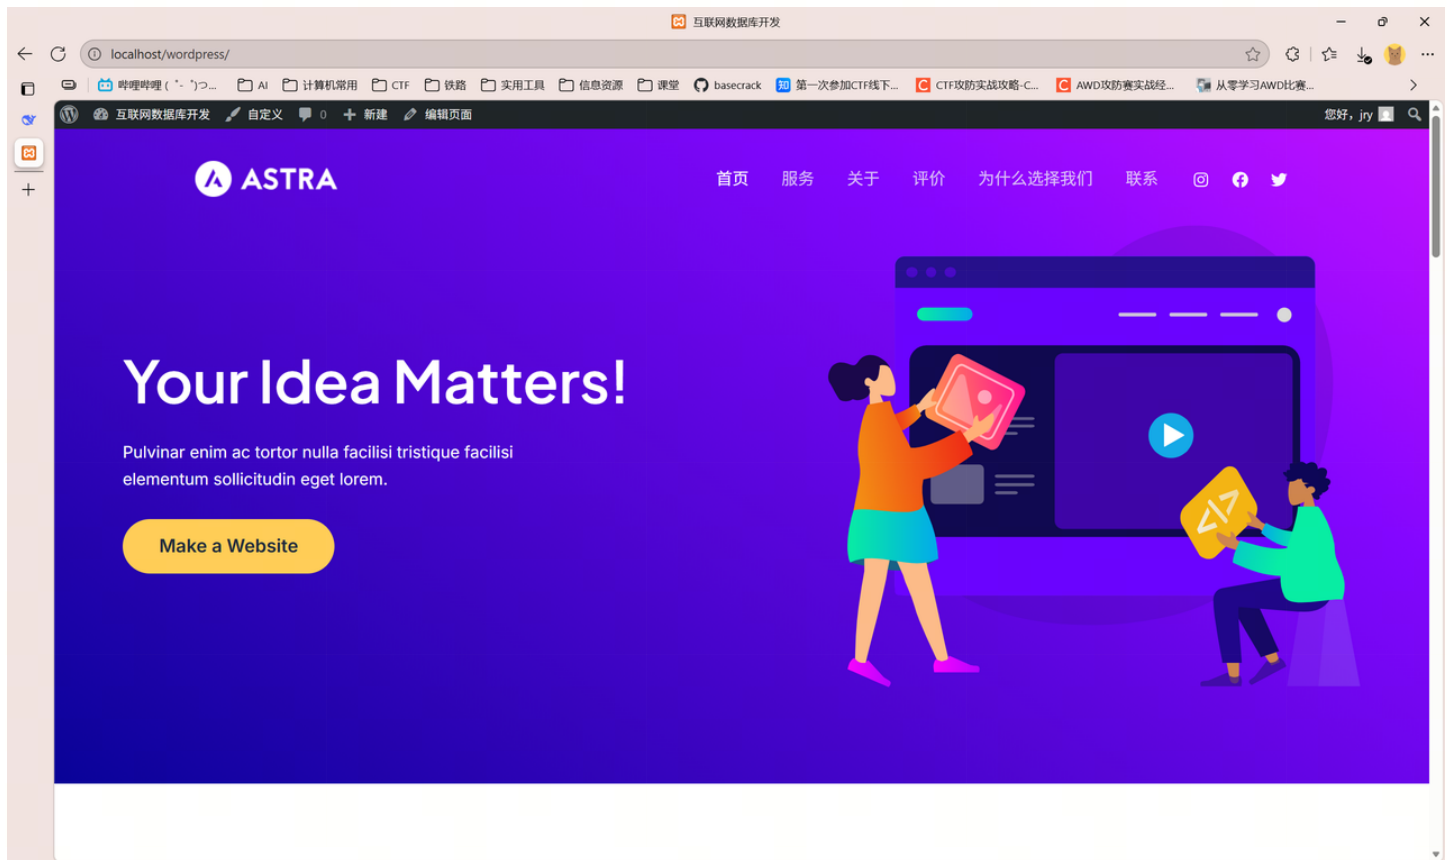 互联网数据库开发
localhost/wordpress/
哔哩哔哩 ( ゜- ゜)つ... AI 计算机常用 CTF 铁路 实用工具 信息资源 课堂 basecrack 知 第一次参加CTF线下... C CTF攻防实战攻略-C... C AWD攻防赛实战经... 从零学习AWD比赛...
互联网数据库开发 自定义 0 新建 编辑页面 您好，jry
ASTRA 首页 服务 关于 评价 为什么选择我们 联系
Your Idea Matters!
Pulvinar enim ac tortor nulla facilisi tristique facilisi
elementum sollicitudin eget lorem.
Make a Website